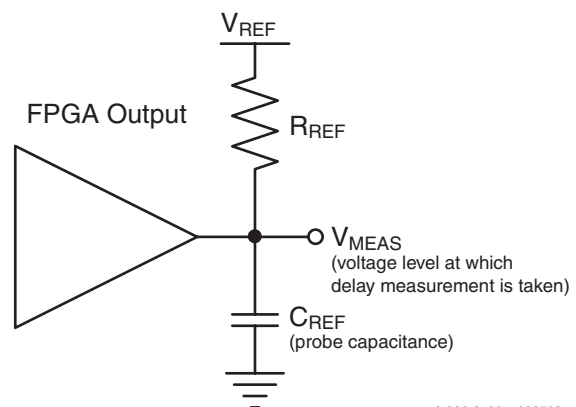 VREF
FPGA Output
RREF
VMEAS
(voltage level at which
delay measurement is taken)
CREF
(probe capacitance)